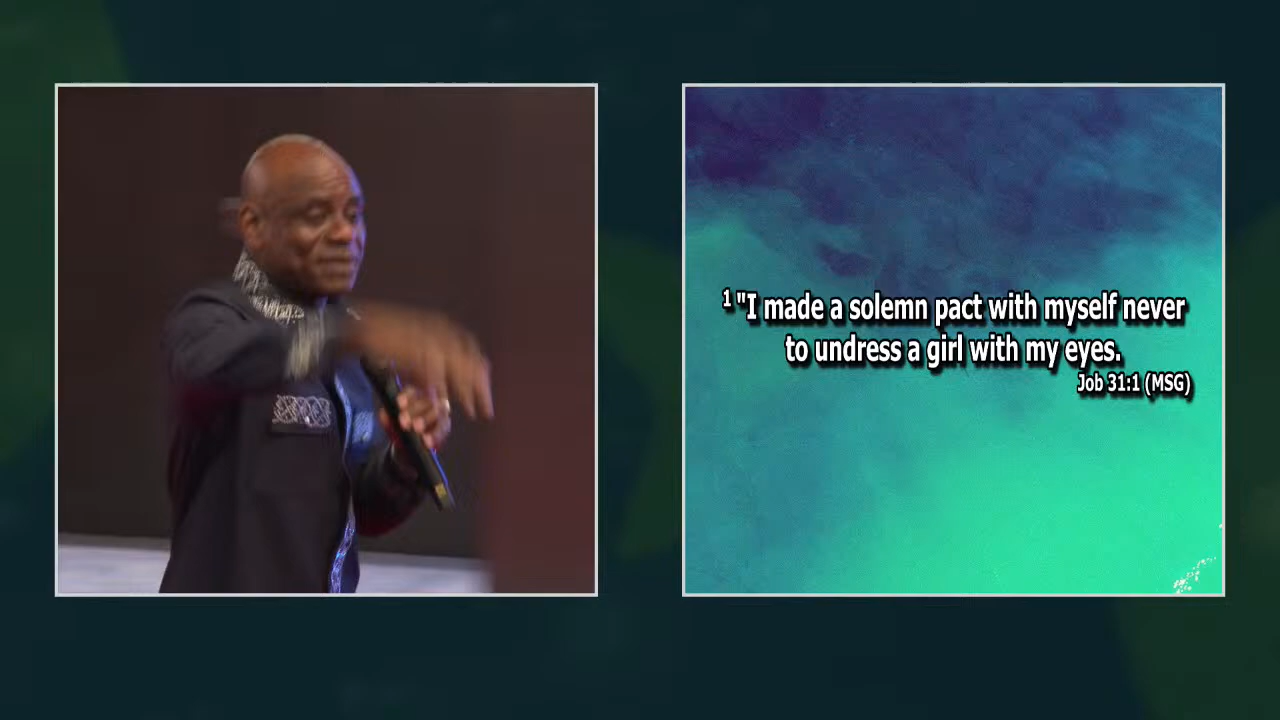 1 "I made a solemn pact with myself never
to undress a girl with my eyes.
Job 31:1 (MSG)